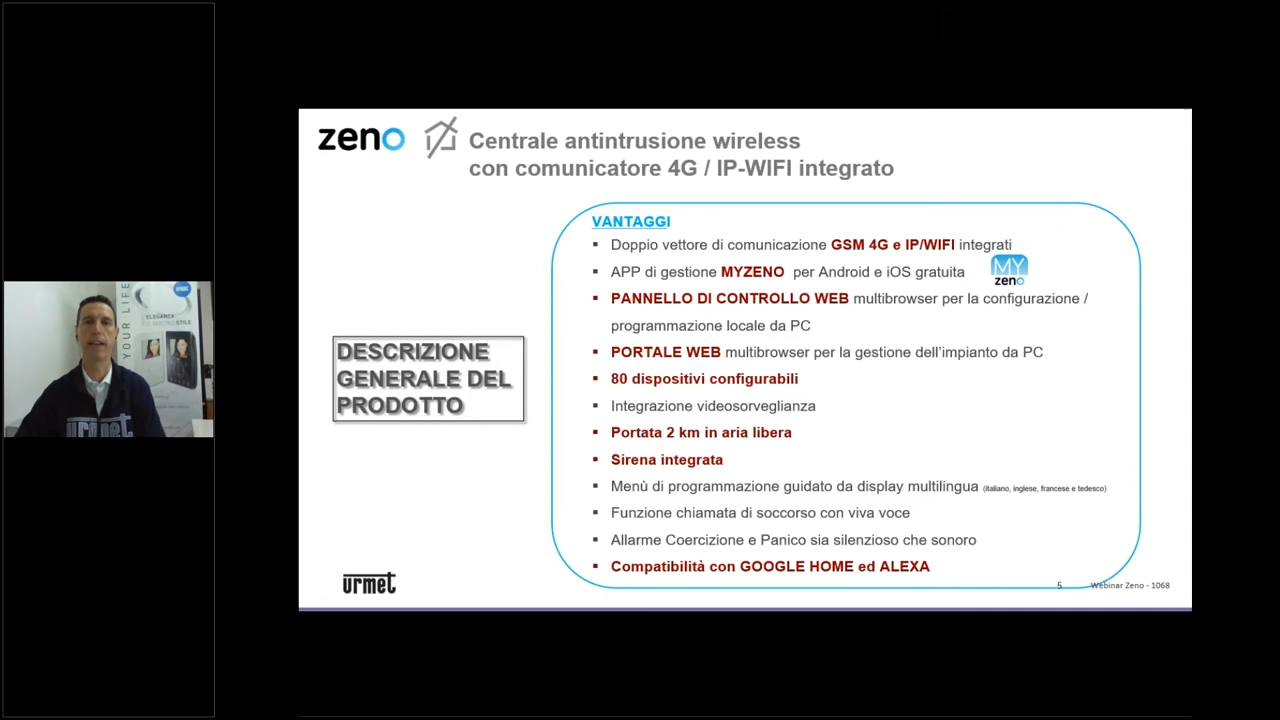 zeno
Centrale antintrusione wireless
con comunicatore 4G / IP-WIFI integrato
DESCRIZIONE
GENERALE DEL
PRODOTTO
VANTAGGI
▪ Doppio vettore di comunicazione GSM 4G e IP/WIFI integrati
▪ APP di gestione MYZENO per Android e iOS gratuita
MY
zeno
▪ PANNELLO DI CONTROLLO WEB multibrowser per la configurazione /
programmazione locale da PC
▪ PORTALE WEB multibrowser per la gestione dell'impianto da PC
▪ 80 dispositivi configurabili
▪ Integrazione videosorveglianza
▪ Portata 2 km in aria libera
▪ Sirena integrata
▪ Menù di programmazione guidato da display multilingua (italiano, inglese, francese e tedesco)
▪ Funzione chiamata di soccorso con viva voce
▪ Allarme Coercizione e Panico sia silenzioso che sonoro
▪ Compatibilità con GOOGLE HOME ed ALEXA
urmet
5
Webinar Zeno - 1068
YOUR LIFE
L'ELEGANZA
urmet